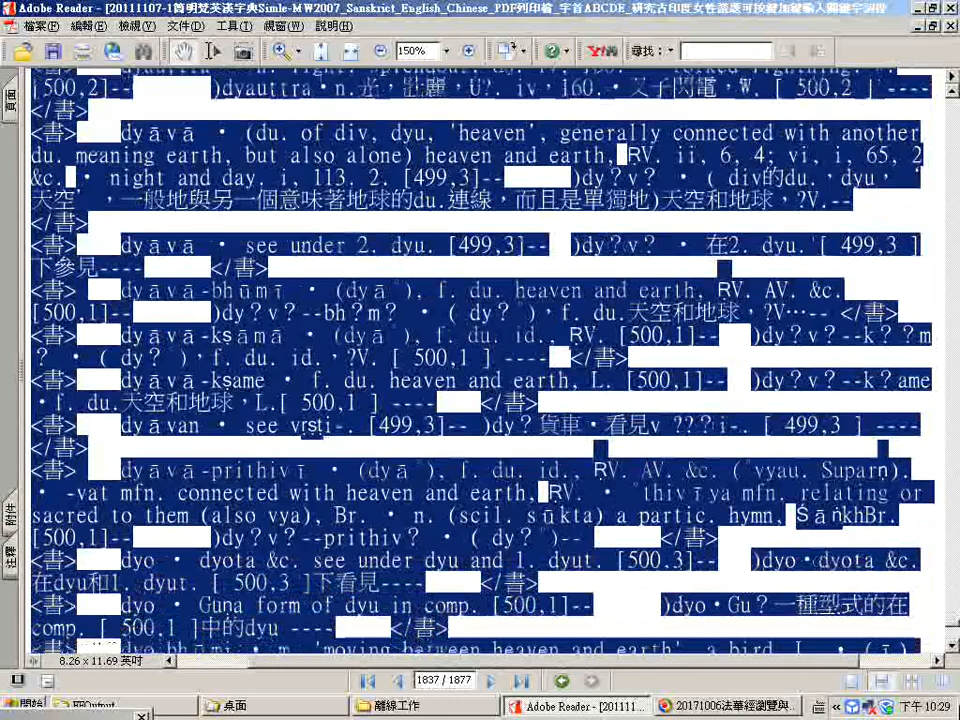 Adobe Reader - [20111107-1簡明梵英漢字典Simle-MW2007_Sanskrict_English_Chinese_PDF列印檔_字首ABCDE_研究古印度女性
檔案(F) 編輯(E) 檢視(V) 文件(D) 工具(T) 視窗(W) 說明(H)
150% Y! 尋找：
頁面
[500,2]-- )dyauttra‧n.光，壯麗，U?. iv，i60.‧叉子閃電，W. [ 500,2 ] ----
</書>
<書> dyāvā ‧ (du. of div, dyu, 'heaven', generally connected with another
du. meaning earth, but also alone) heaven and earth, RV. ii, 6, 4; vi, i, 65, 2
&c. ‧ night and day. i, 113, 2. [499,3]-- )dy?v? ‧ ( div的du.，dyu，‘
天空’，一般地與另一個意味著地球的du.連線，而且是單獨地)天空和地球，?V.--
</書>
<書> dyāvā ‧ see under 2. dyu. [499,3]-- )dy?v? ‧ 在2. dyu. [ 499,3 ]
下參見---- </書>
<書> dyāvā-bhūmī ‧ (dyā°), f. du. heaven and earth, RV. AV. &c.
[500,1]-- )dy?v?--bh?m? ‧ ( dy?°)，f. du.天空和地球，?V…-- </書>
<書> dyāvā-kṣāmā ‧ (dyā°), f. du. id., RV. [500,1]-- )dy?v?--k??m
? ‧ ( dy?°)，f. du. id.，?V. [ 500,1 ] ---- </書>
<書> dyāvā-kṣame ‧ f. du. heaven and earth, L. [500,1]-- )dy?v?--k?ame
‧f. du.天空和地球，L.[ 500,1 ] ---- </書>
<書> dyāvan ‧ see vṛṣṭi-. [499,3]-- )dy?貨車‧看見v ???i-. [ 499,3 ] ----
</書>
<書> dyāvā-prithivī ‧ (dyā°), f. du. id., RV. AV. &c. (°vyau. Suparṇ).
‧ -vat mfn. connected with heaven and earth, RV. ‧ °thivīya mfn. relating or
sacred to them (also vya), Br. ‧ n. (scil. sūkta) a partic. hymn, ŚāṅkhBr.
[500,1]-- )dy?v?--prithiv? ‧ ( dy?°)-- </書>
<書> dyo ‧ dyota &c. see under dyu and 1. dyut. [500,3]-- )dyo‧dyota &c.
在dyu和1. dyut. [ 500,3 ]下看見---- </書>
<書> dyo ‧ Guṇa form of dyu in comp. [500,1]-- )dyo‧Gu?一種型式的在
comp. [ 500,1 ]中的dyu ---- </書>
<書> dyo-bhūmi ‧ m. 'moving between heaven and earth', a bird, L. ‧ (ī)
附件
註釋
8.26 x 11.69 英吋
1837 / 1877
開始 EEOutput 桌面 離線工作 Adobe Reader - [201111... 20171006法華經瀏覽與... 下午 10:29